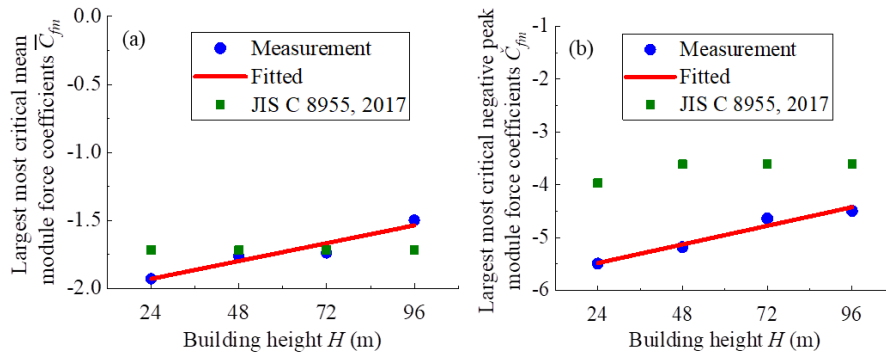 Largest most critical mean
module force coefficients C̅fm
0.0
-0.5
-1.0
-1.5
-2.0
(a)
Measurement
Fitted
JIS C 8955, 2017
24 48 72 96
Building height H (m)
Largest most critical negative peak
module force coefficients Č​fm
-1
-2
-3
-4
-5
-6
(b)
Measurement
Fitted
JIS C 8955, 2017
24 48 72 96
Building height H (m)